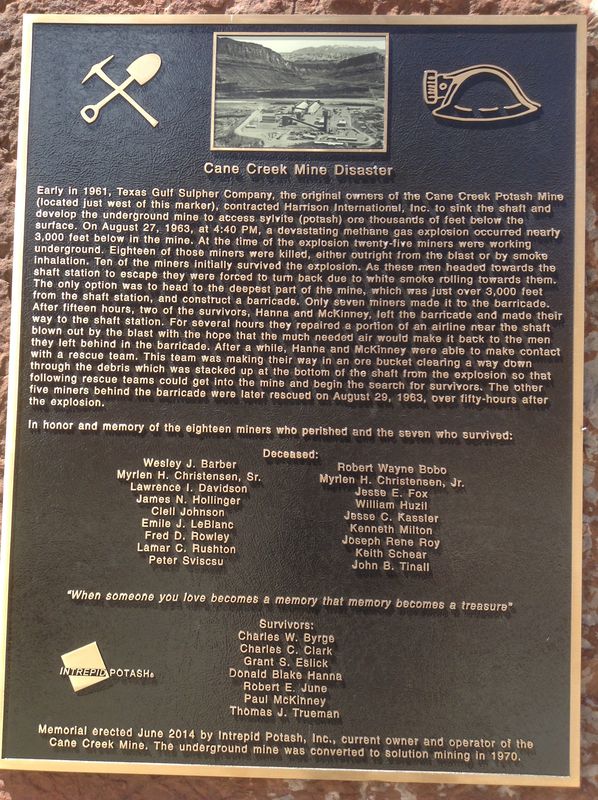 Cane Creek Mine Disaster
Early in 1961, Texas Gulf Sulpher Company, the original owners of the Cane Creek Potash Mine
(located just west of this marker), contracted Harrison International, Inc. to sink the shaft and
develop the underground mine to access sylvite (potash) ore thousands of feet below the
surface. On August 27, 1963, at 4:40 PM, a devastating methane gas explosion occurred nearly
3,000 feet below in the mine. At the time of the explosion twenty-five miners were working
underground. Eighteen of those miners were killed, either outright from the blast or by smoke
inhalation. Ten of the miners initially survived the explosion. As these men headed towards the
shaft station to escape they were forced to turn back due to white smoke rolling towards them.
The only option was to head to the deepest part of the mine, which was just over 3,000 feet
from the shaft station, and construct a barricade. Only seven miners made it to the barricade.
After fifteen hours, two of the survivors, Hanna and McKinney, left the barricade and made their
way to the shaft station. For several hours they repaired a portion of an airline near the shaft
blown out by the blast with the hope that the much needed air would make it back to the men
they left behind in the barricade. After a while, Hanna and McKinney were able to make contact
with a rescue team. This team was making their way in an ore bucket clearing a way down
through the debris which was stacked up at the bottom of the shaft from the explosion so that
following rescue teams could get into the mine and begin the search for survivors. The other
five miners behind the barricade were later rescued on August 29, 1963, over fifty-hours after
the explosion.
In honor and memory of the eighteen miners who perished and the seven who survived:
Deceased:
Wesley J. Barber
Myrlen H. Christensen, Sr.
Lawrence I. Davidson
James N. Hollinger
Clell Johnson
Emile J. LeBlanc
Fred D. Rowley
Lamar C. Rushton
Peter Sviscsu
Robert Wayne Bobo
Myrlen H. Christensen, Jr.
Jesse E. Fox
William Huzil
Jesse C. Kassler
Kenneth Milton
Joseph Rene Roy
Keith Schear
John B. Tinall
"When someone you love becomes a memory that memory becomes a treasure"
Survivors:
Charles W. Byrge
Charles C. Clark
Grant S. Eslick
Donald Blake Hanna
Robert E. June
Paul McKinney
Thomas J. Trueman
INTREPID POTASH®
Memorial erected June 2014 by Intrepid Potash, Inc., current owner and operator of the
Cane Creek Mine. The underground mine was converted to solution mining in 1970.